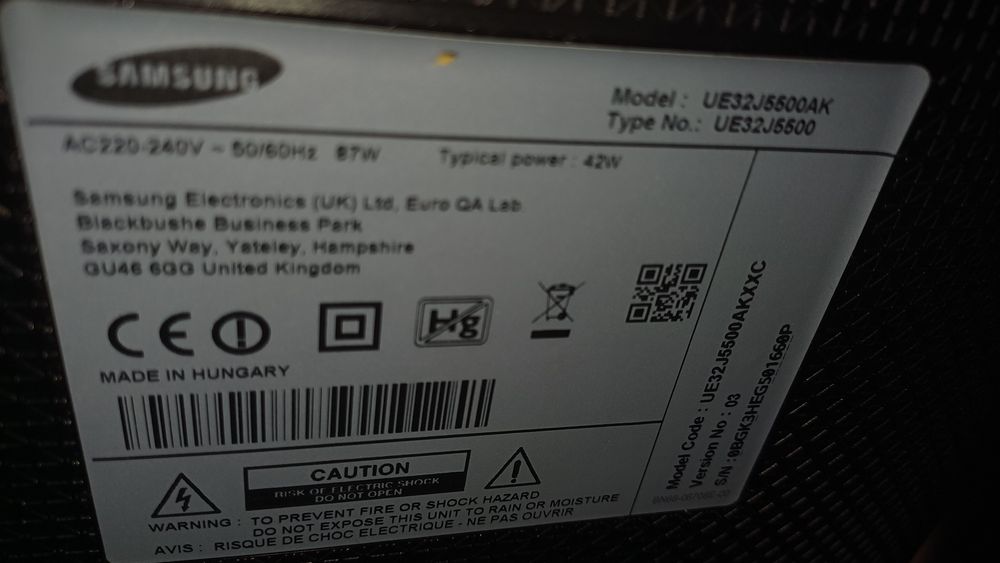 SAMSUNG
Model : UE32J5500AK
Type No.: UE32J5500
AC220-240V ~ 50/60Hz 67W
Typical power : 42W
Samsung Electronics (UK) Ltd, Euro QA Lab.
Blackbushe Business Park
Saxony Way, Yateley, Hampshire
GU46 6GG United Kingdom
CE
Hg
MADE IN HUNGARY
CAUTION
RISK OF ELECTRIC SHOCK
DO NOT OPEN
WARNING : TO PREVENT FIRE OR SHOCK HAZARD
DO NOT EXPOSE THIS UNIT TO RAIN OR MOISTURE
AVIS : RISQUE DE CHOC ELECTRIQUE - NE PAS OUVRIR
Model Code : UE32J5500AKXXC
Version No : 03
S/N : 0BGK3HEG501660P